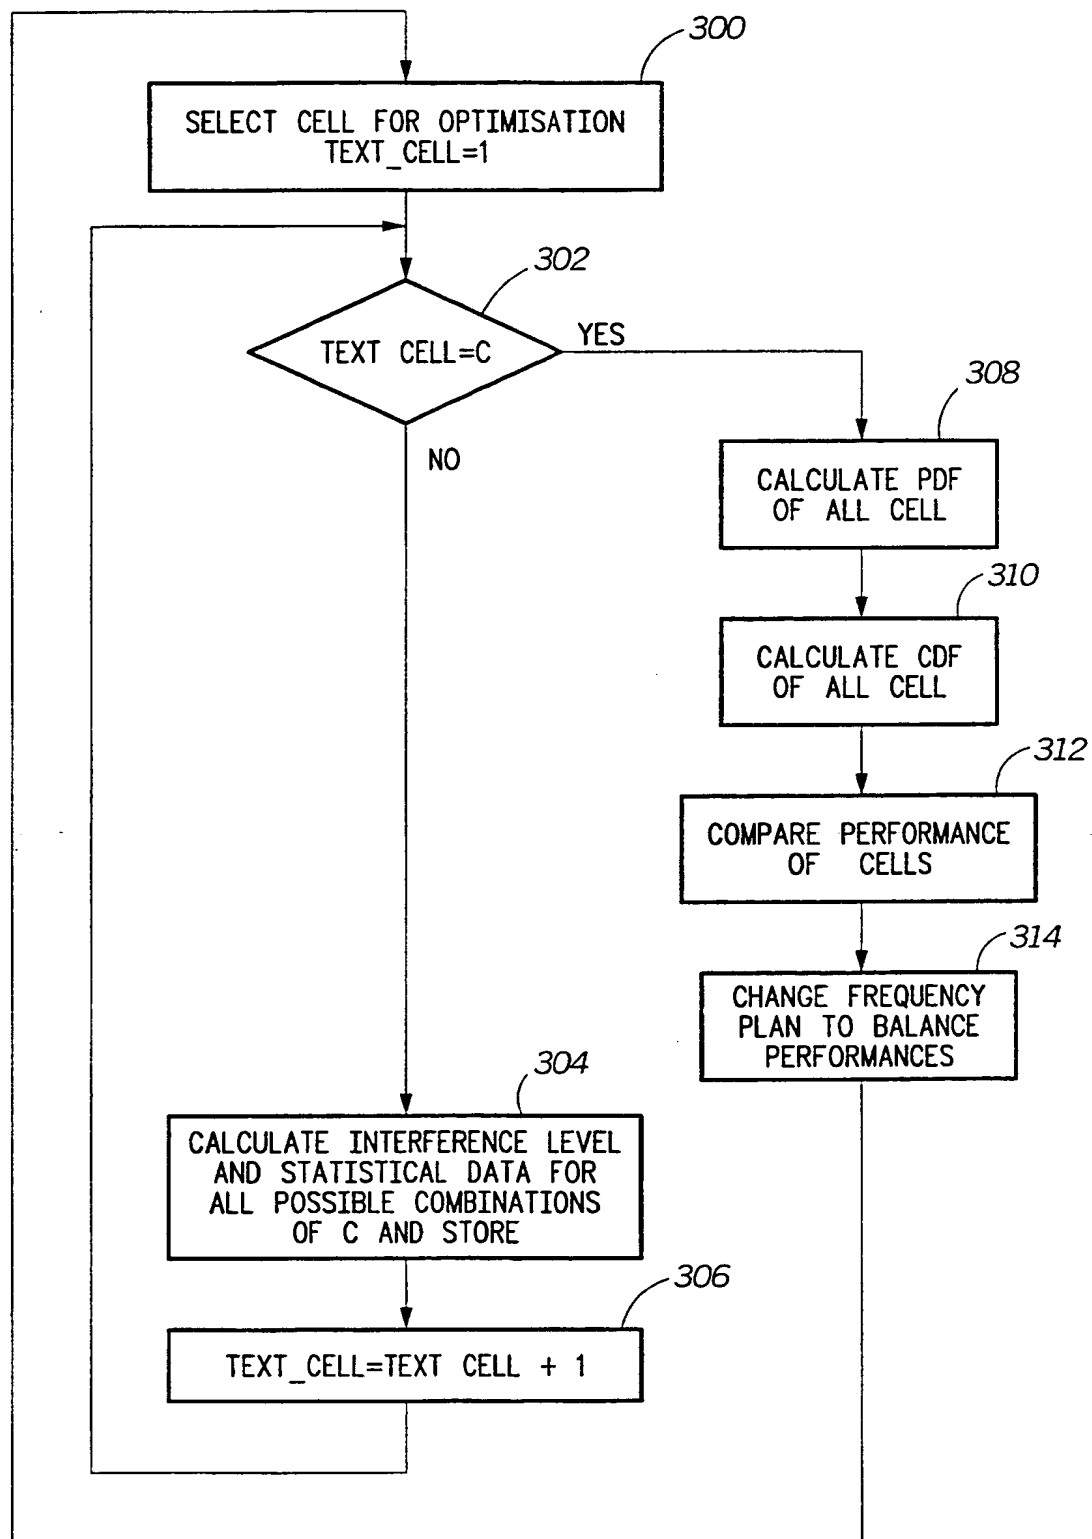 300
SELECT CELL FOR OPTIMISATION
TEXT_CELL=1
302
TEXT CELL=C
YES
NO
308
CALCULATE PDF
OF ALL CELL
310
CALCULATE CDF
OF ALL CELL
312
COMPARE PERFORMANCE
OF CELLS
314
CHANGE FREQUENCY
PLAN TO BALANCE
PERFORMANCES
304
CALCULATE INTERFERENCE LEVEL
AND STATISTICAL DATA FOR
ALL POSSIBLE COMBINATIONS
OF C AND STORE
306
TEXT_CELL=TEXT CELL + 1